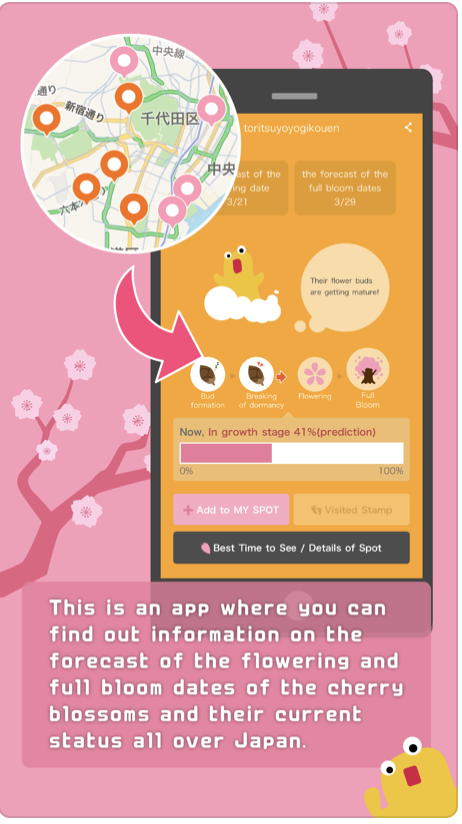 中央線
通り
新宿通り
千代田区
中央
六本
toritsuyoyogikouen
ast of the
ing date
3/21
the forecast of the
full bloom dates
3/29
Their flower buds
are getting mature!
Bud
formation
Breaking
of dormancy
Flowering
Full
Bloom
Now, In growth stage 41%(prediction)
0%
100%
Add to MY SPOT
Visited Stamp
Best Time to See / Details of Spot
This is an app where you can
find out information on the
forecast of the flowering and
full bloom dates of the cherry
blossoms and their current
status all over Japan.